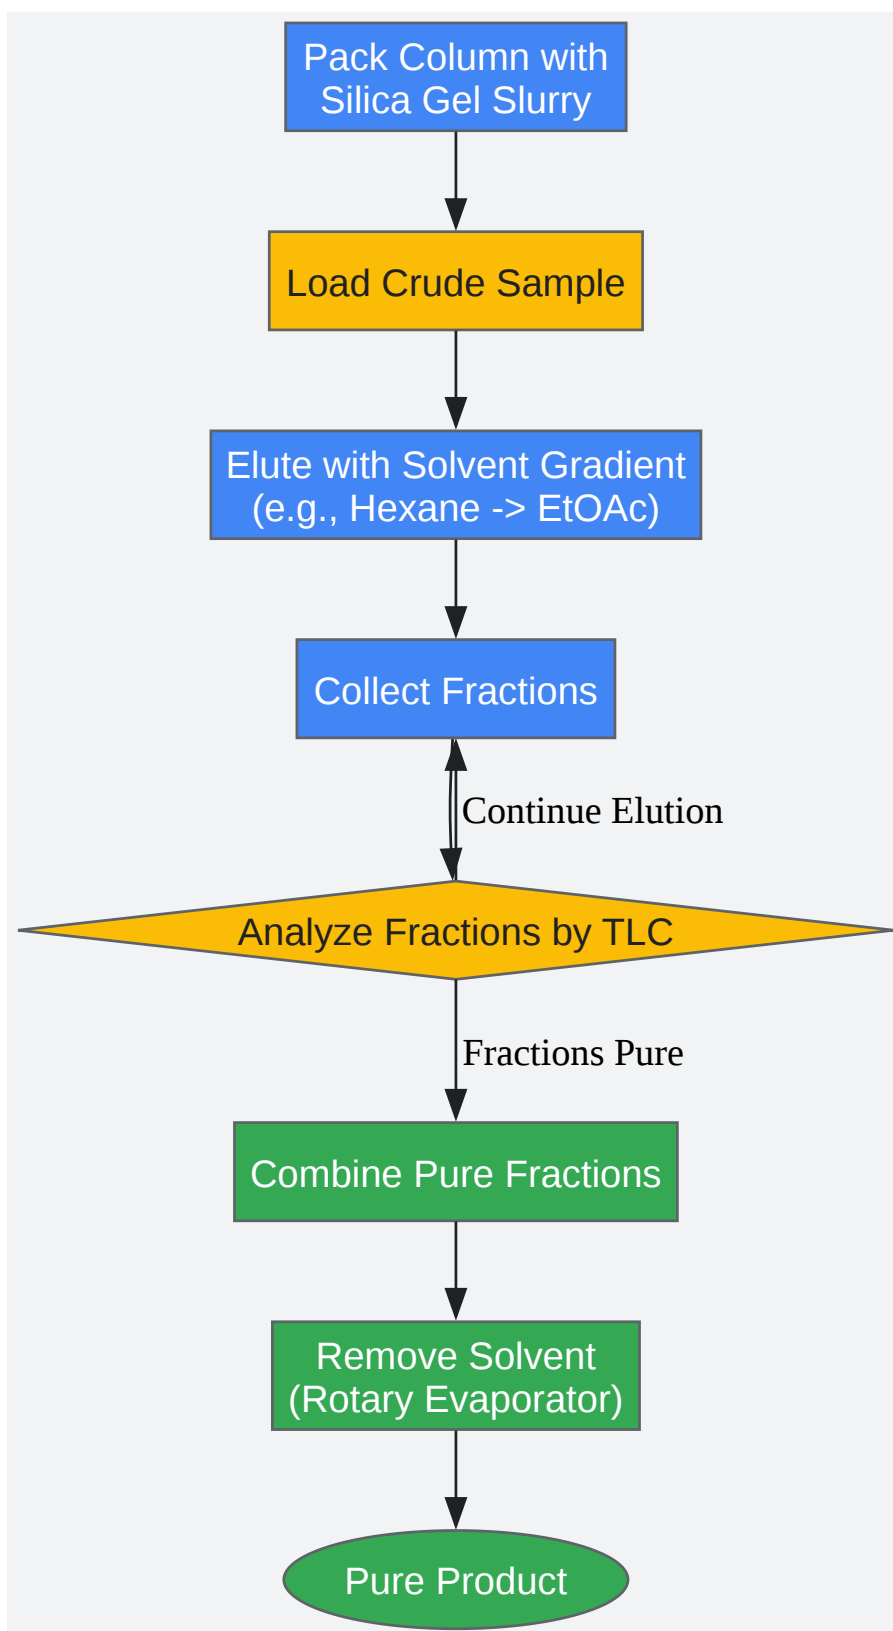 Pack Column with
Silica Gel Slurry
Load Crude Sample
Elute with Solvent Gradient
(e.g., Hexane -> EtOAc)
Collect Fractions
Continue Elution
Analyze Fractions by TLC
Fractions Pure
Combine Pure Fractions
Remove Solvent
(Rotary Evaporator)
Pure Product